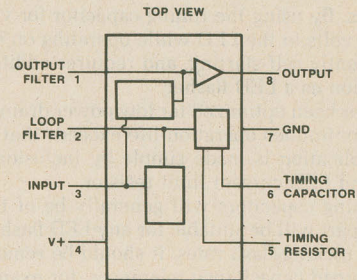 TOP VIEW
OUTPUT FILTER 1
8 OUTPUT
LOOP FILTER 2
7 GND
INPUT 3
6 TIMING CAPACITOR
V+ 4
5 TIMING RESISTOR